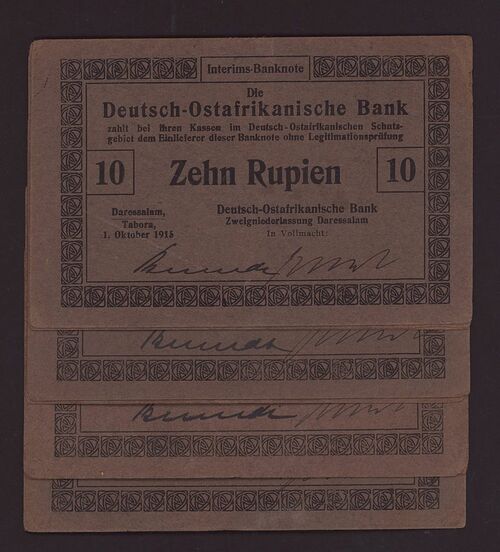 Interims-Banknote
Die
Deutsch-Ostafrikanische Bank
zahlt bei ihren Kassen im Deutsch-Ostafrikanischen Schutz-
gebiet dem Einlieferer dieser Banknote ohne Legitimationsprüfung
10 Zehn Rupien 10
Daressalam,
Tabora,
1. Oktober 1915
Deutsch-Ostafrikanische Bank
Zweigniederlassung Daressalam
In Vollmacht: